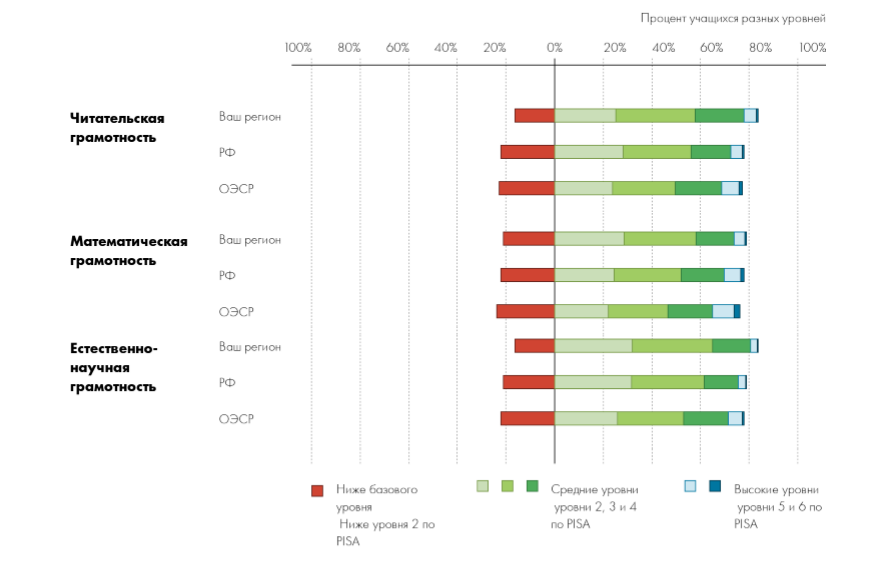 Процент учащихся разных уровней
100% 80% 60% 40% 20% 0% 20% 40% 60% 80% 100%
Читательская
грамотность
Ваш регион
РФ
ОЭСР
Математическая
грамотность
Ваш регион
РФ
ОЭСР
Естественно-
научная
грамотность
Ваш регион
РФ
ОЭСР
Ниже базового
уровня
Ниже уровня 2 по
PISA
Средние уровни
уровни 2, 3 и 4
по PISA
Высокие уровни
уровни 5 и 6 по
PISA